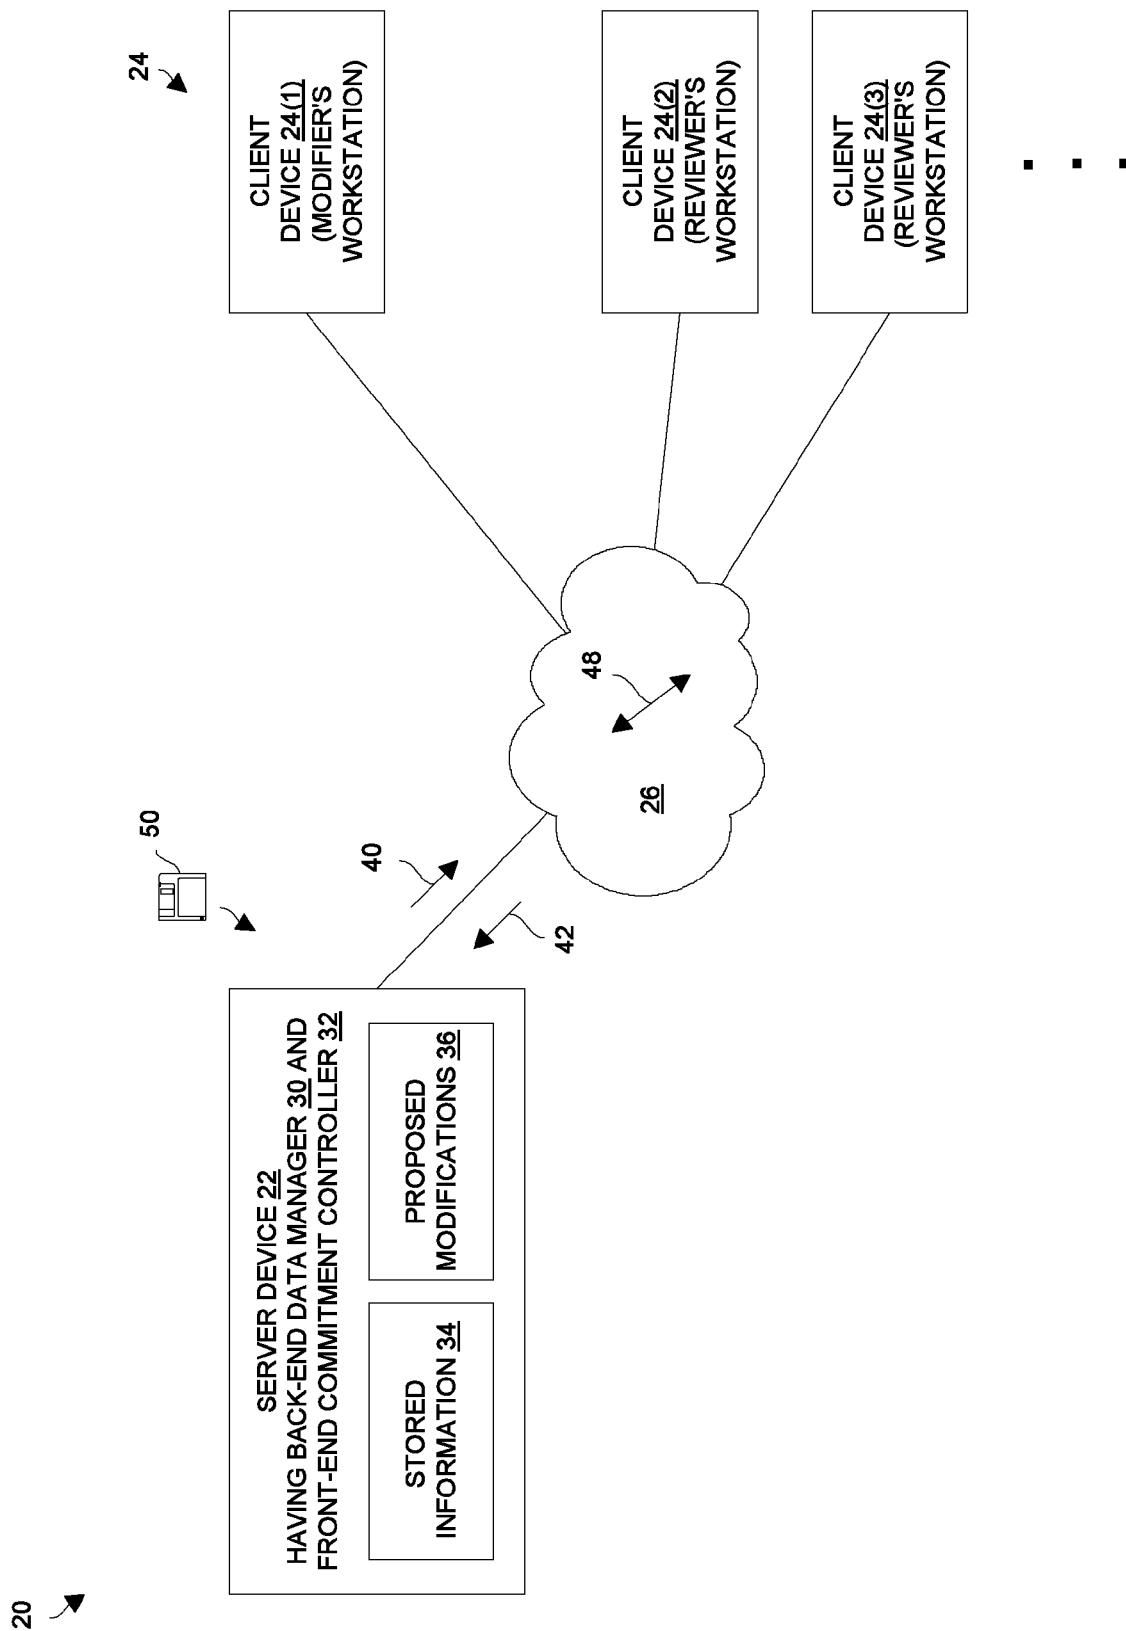 20
SERVER DEVICE 22
HAVING BACK-END DATA MANAGER 30 AND
FRONT-END COMMITMENT CONTROLLER 32
STORED
INFORMATION 34
PROPOSED
MODIFICATIONS 36
50
40
42
26
48
24
CLIENT
DEVICE 24(1)
(MODIFIER'S
WORKSTATION)
CLIENT
DEVICE 24(2)
(REVIEWER'S
WORKSTATION)
CLIENT
DEVICE 24(3)
(REVIEWER'S
WORKSTATION)